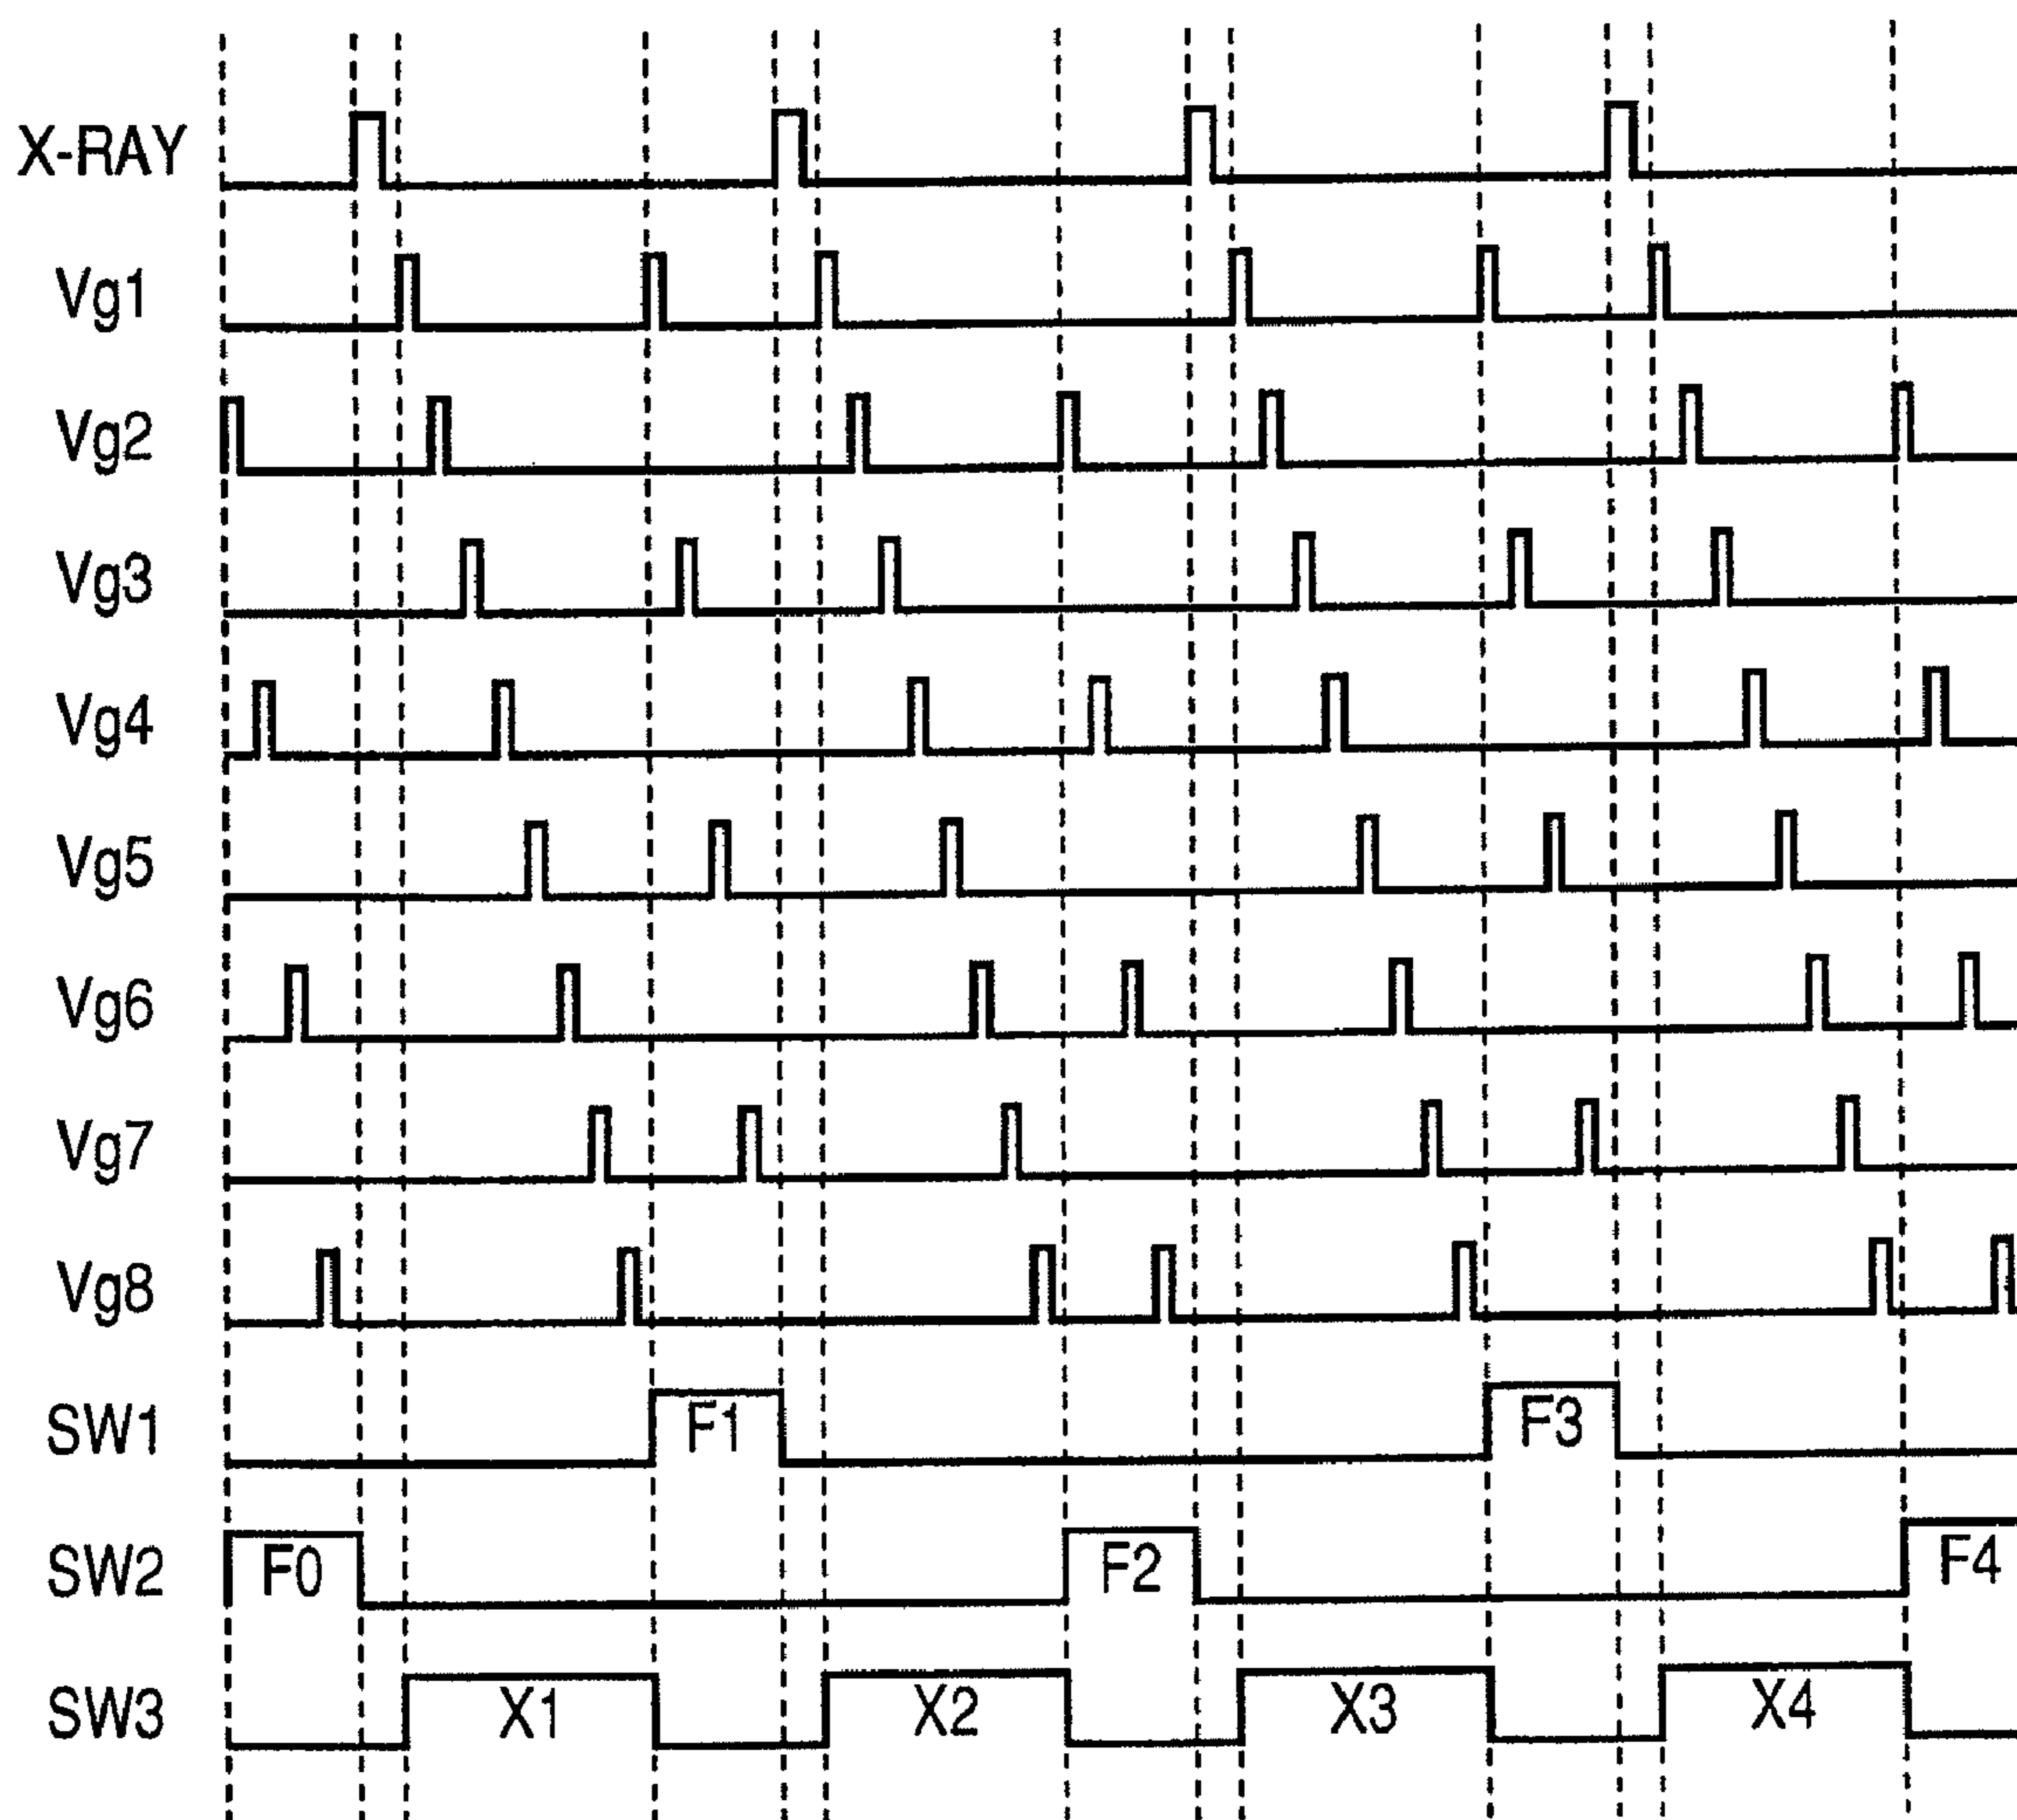 X-RAY
Vg1
Vg2
Vg3
Vg4
Vg5
Vg6
Vg7
Vg8
SW1 F1 F3
SW2 F0 F2 F4
SW3 X1 X2 X3 X4